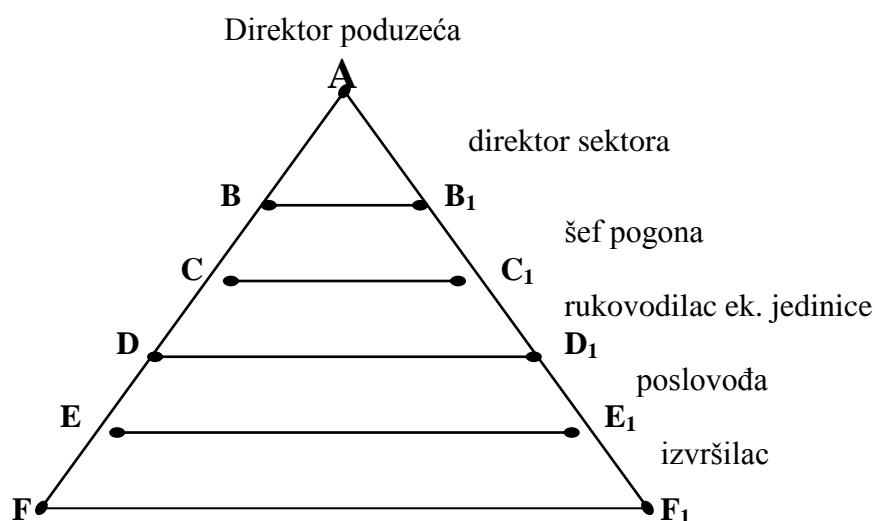 Direktor poduzeća
A
direktor sektora
B B₁
šef pogona
C C₁
rukovodilac ek. jedinice
D D₁
poslovođa
E E₁
izvršilac
F F₁